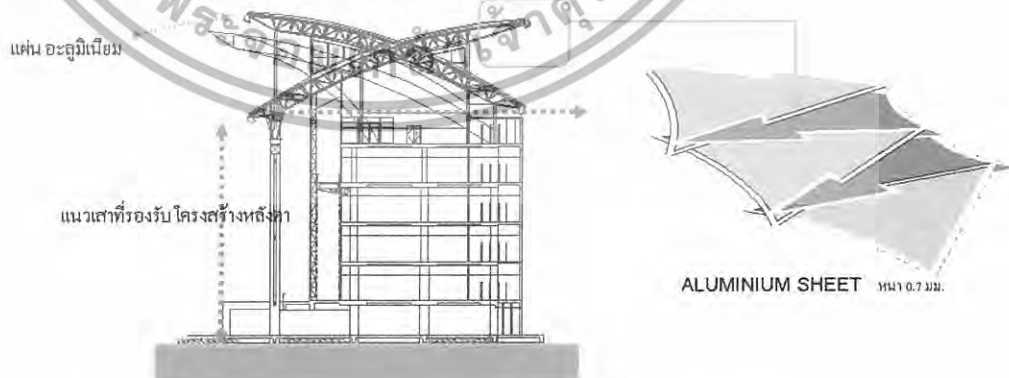 แผ่น อะลูมิเนียม
แนวเสาที่รองรับ โครงสร้างหลังคา
ALUMINIUM SHEET หนา 0.7 มม.